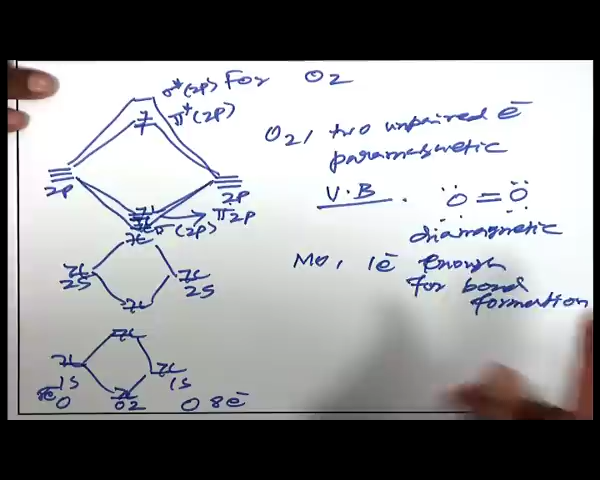 σ*(2p) For O2
π*(2p)
O2, two unpaired e̅
paramagnetic
2p
2p
V.B. :O=O:
π2p
σ(2p)
diamagnetic
MO, 1e̅ enough
for bond
formation
2s
2s
1s
1s
8e̅
O
O2
O 8e̅